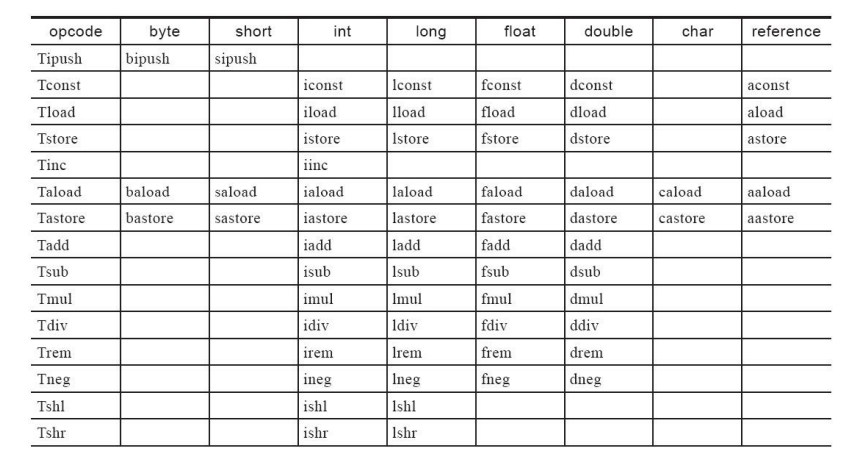 opcode byte short int long float double char reference
Tipush bipush sipush
Tconst iconst lconst fconst dconst aconst
Tload iload lload fload dload aload
Tstore istore lstore fstore dstore astore
Tinc iinc
Taload baload saload iaload laload faload daload caload aaload
Tastore bastore sastore iastore lastore fastore dastore castore aastore
Tadd iadd ladd fadd dadd
Tsub isub lsub fsub dsub
Tmul imul lmul fmul dmul
Tdiv idiv ldiv fdiv ddiv
Trem irem lrem frem drem
Tneg ineg lneg fneg dneg
Tshl ishl lshl
Tshr ishr lshr